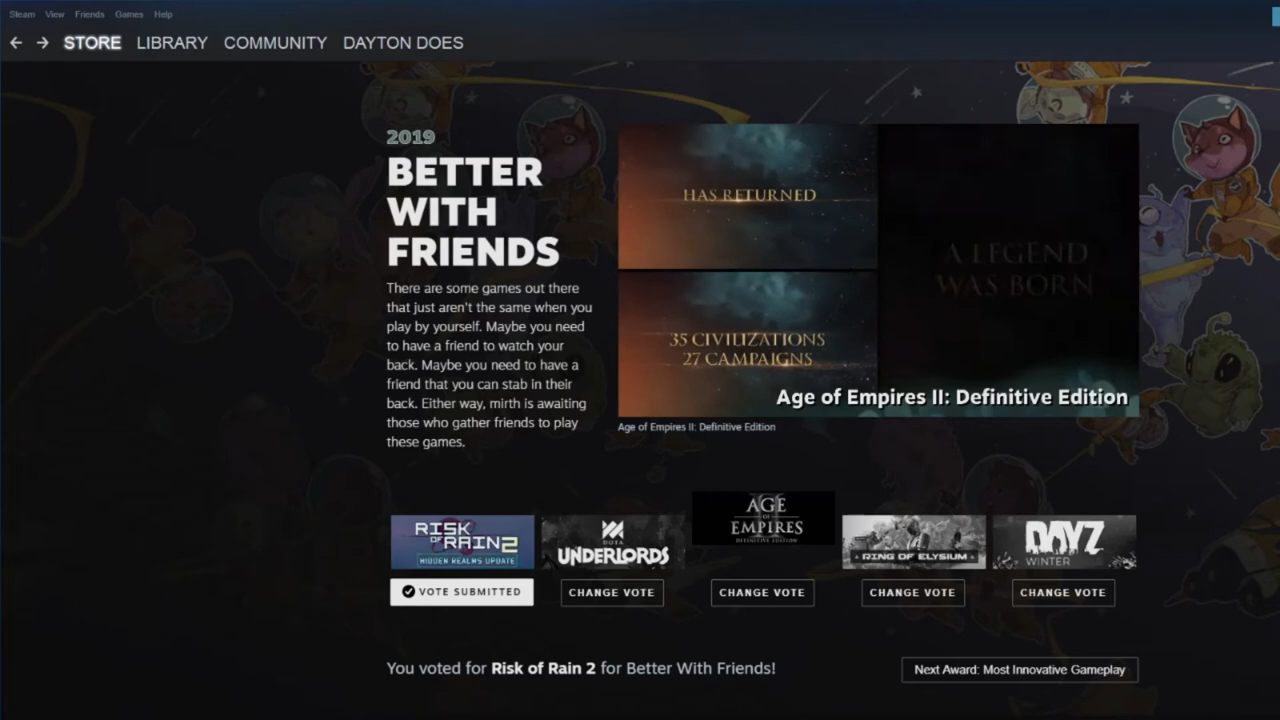 Steam View Friends Games Help
STORE LIBRARY COMMUNITY DAYTON DOES
2019
BETTER
WITH
FRIENDS
There are some games out there
that just aren't the same when you
play by yourself. Maybe you need
to have a friend to watch your
back. Maybe you need to have a
friend that you can stab in their
back. Either way, mirth is awaiting
those who gather friends to play
these games.
HAS RETURNED
A LEGEND
WAS BORN
35 CIVILIZATIONS
27 CAMPAIGNS
Age of Empires II: Definitive Edition
Age of Empires II: Definitive Edition
RISK
OF RAIN 2
HIDDEN REALMS UPDATE
DOTA
UNDERLORDS
AGE
OF
EMPIRES
II
DEFINITIVE EDITION
RING OF ELYSIUM
DAYZ
WINTER
VOTE SUBMITTED
CHANGE VOTE
CHANGE VOTE
CHANGE VOTE
CHANGE VOTE
You voted for Risk of Rain 2 for Better With Friends!
Next Award: Most Innovative Gameplay